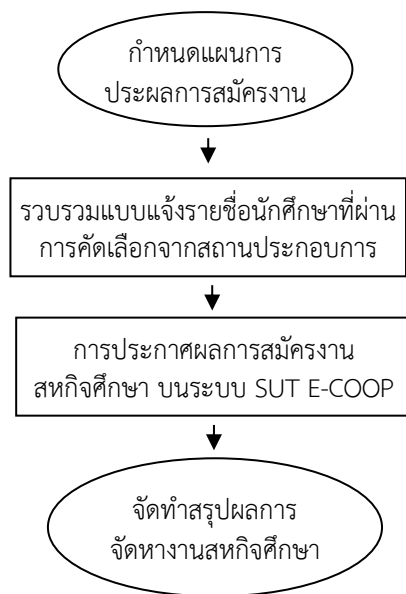 กำหนดแผนการ
ประผลการสมัครงาน
รวบรวมแบบแจ้งรายชื่อนักศึกษาที่ผ่าน
การคัดเลือกจากสถานประกอบการ
การประกาศผลการสมัครงาน
สหกิจศึกษา บนระบบ SUT E-COOP
จัดทำสรุปผลการ
จัดหางานสหกิจศึกษา